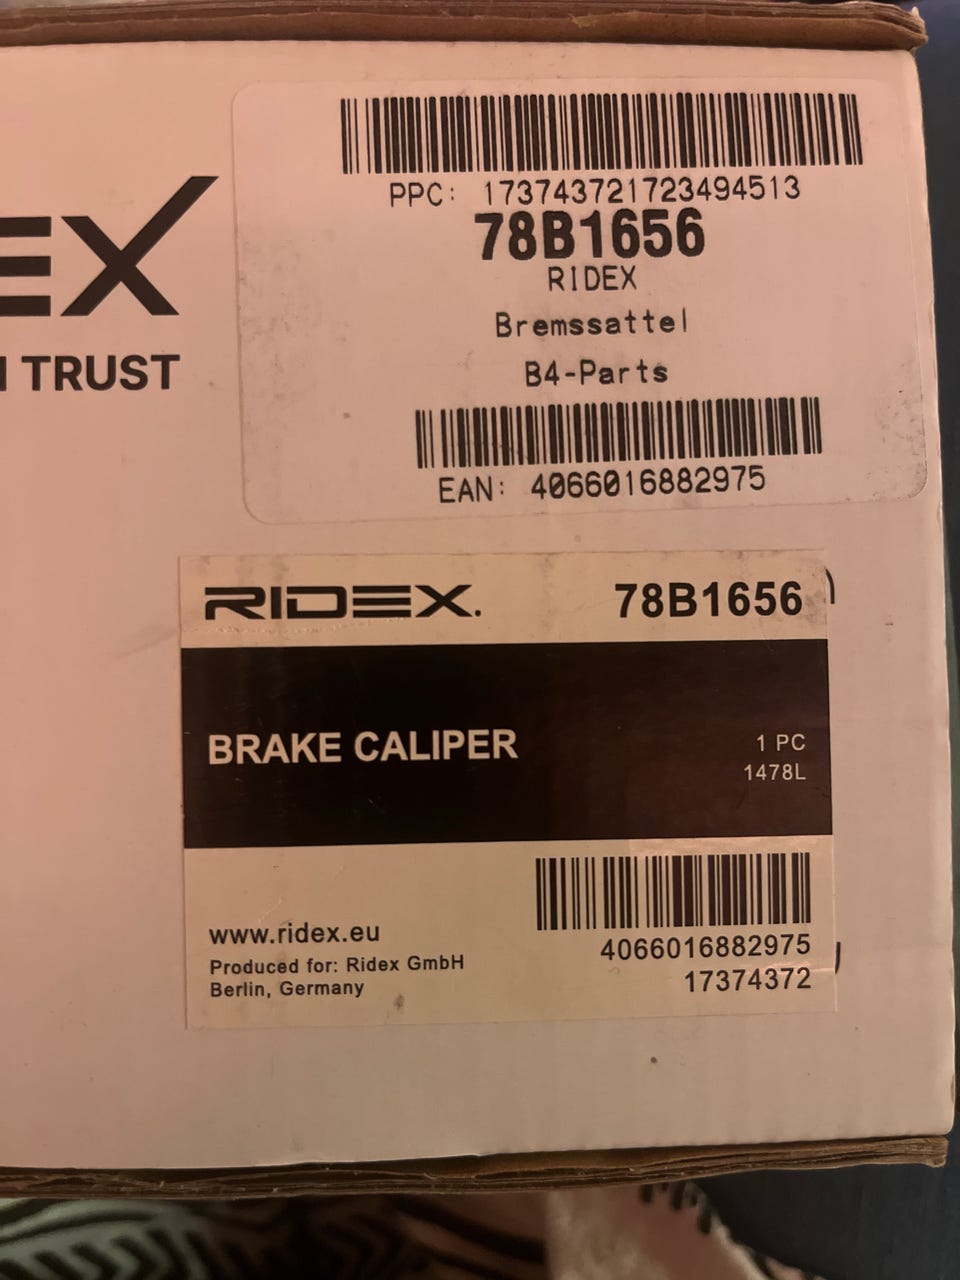 PPC: 173743721723494513
78B1656
RIDEX
Bremssattel
B4-Parts
EAN: 4066016882975
EX
TRUST
RIDEX. 78B1656
BRAKE CALIPER
1 PC
1478L
www.ridex.eu
Produced for: Ridex GmbH
Berlin, Germany
4066016882975
17374372